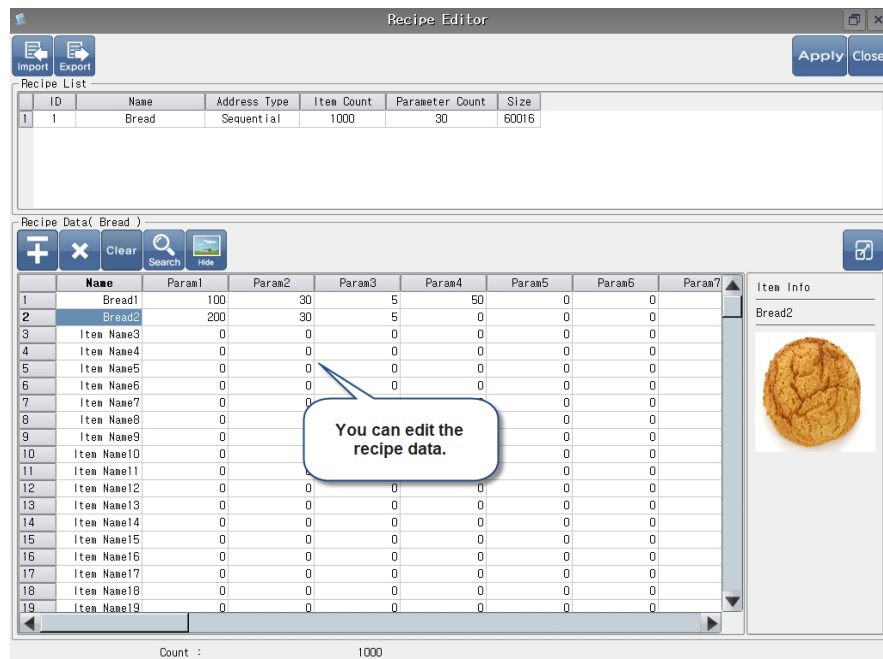 Recipe Editor
Import Export Apply Close
Recipe List
ID Name Address Type Item Count Parameter Count Size
1 1 Bread Sequential 1000 30 60016
Recipe Data( Bread )
Clear Search Hide
Name Param1 Param2 Param3 Param4 Param5 Param6 Param7
1 Bread1 100 30 5 50 0 0
2 Bread2 200 30 5 0 0 0
3 Item Name3 0 0 0 0 0 0
4 Item Name4 0 0 0 0 0 0
5 Item Name5 0 0 0 0 0 0
6 Item Name6 0 0 0 0 0 0
7 Item Name7 0 0 0 0
8 Item Name8 0 0 0
9 Item Name9 0 0 0
10 Item Name10 0 0 0
11 Item Name11 0 0 0
12 Item Name12 0 0 0 0 0 0
13 Item Name13 0 0 0 0 0 0
14 Item Name14 0 0 0 0 0 0
15 Item Name15 0 0 0 0 0 0
16 Item Name16 0 0 0 0 0 0
17 Item Name17 0 0 0 0 0 0
18 Item Name18 0 0 0 0 0 0
19 Item Name19 0 0 0 0 0 0
You can edit the
recipe data.
Item Info
Bread2
Count : 1000